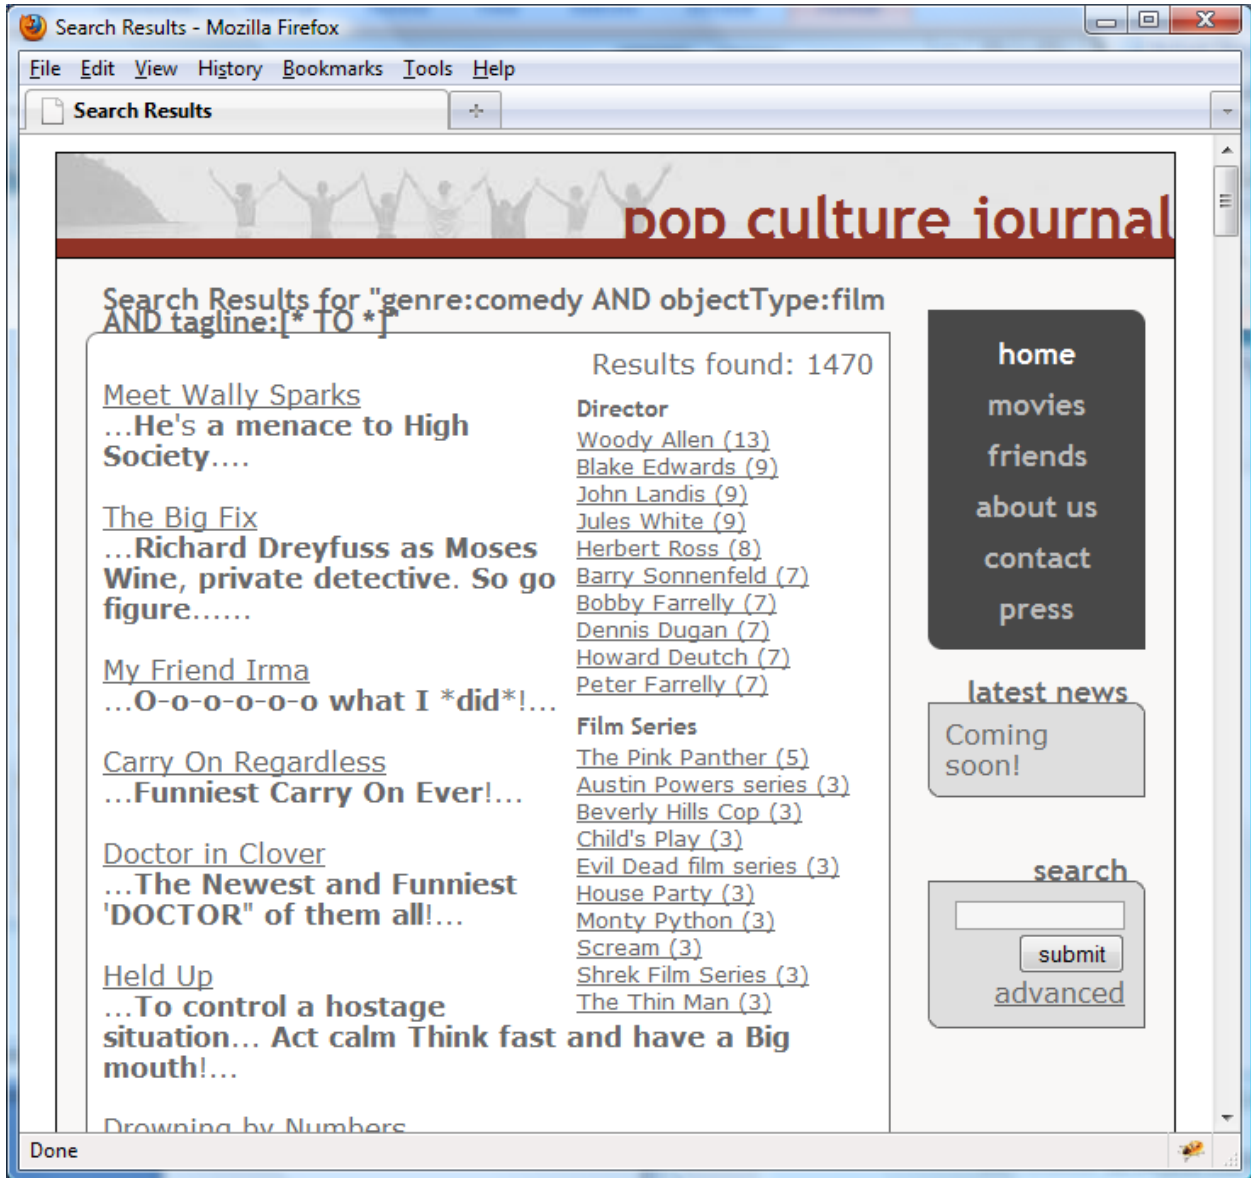 Search Results - Mozilla Firefox
File Edit View History Bookmarks Tools Help
Search Results
pop culture journal
Search Results for "genre:comedy AND objectType:film
AND tagline:[* TO *]"
Results found: 1470
Meet Wally Sparks
...He's a menace to High
Society....
The Big Fix
...Richard Dreyfuss as Moses
Wine, private detective. So go
figure......
My Friend Irma
...O-o-o-o-o-o what I *did*!...
Carry On Regardless
...Funniest Carry On Ever!...
Doctor in Clover
...The Newest and Funniest
'DOCTOR" of them all!...
Held Up
...To control a hostage
situation... Act calm Think fast and have a Big
mouth!...
Drowning by Numbers
Director
Woody Allen (13)
Blake Edwards (9)
John Landis (9)
Jules White (9)
Herbert Ross (8)
Barry Sonnenfeld (7)
Bobby Farrelly (7)
Dennis Dugan (7)
Howard Deutch (7)
Peter Farrelly (7)
Film Series
The Pink Panther (5)
Austin Powers series (3)
Beverly Hills Cop (3)
Child's Play (3)
Evil Dead film series (3)
House Party (3)
Monty Python (3)
Scream (3)
Shrek Film Series (3)
The Thin Man (3)
home
movies
friends
about us
contact
press
latest news
Coming
soon!
search
submit
advanced
Done